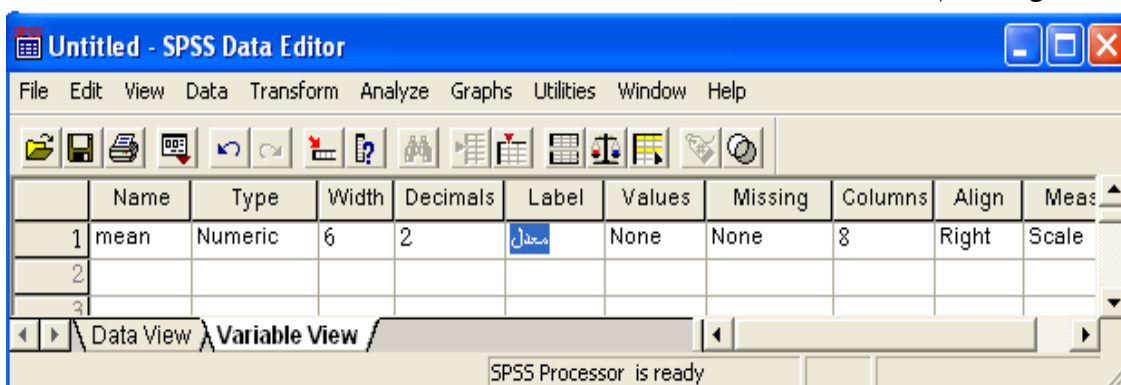 SPSS
Untitled - SPSS Data Editor
File Edit View Data Transform Analyze Graphs Utilities Window Help
Name Type Width Decimals Label Values Missing Columns Align Meas
1 mean Numeric 6 2 معدل None None 8 Right Scale
2
3
Data View Variable View
SPSS Processor is ready